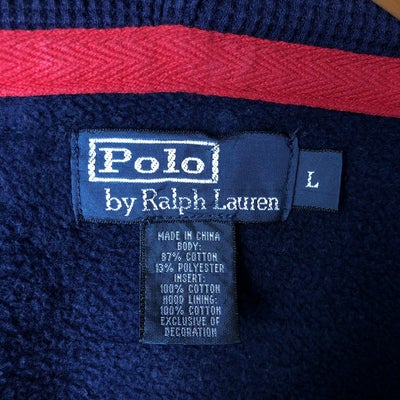 Polo
by Ralph Lauren
L
MADE IN CHINA
BODY:
87% COTTON
13% POLYESTER
INSERT:
100% COTTON
HOOD LINING:
100% COTTON
EXCLUSIVE OF
DECORATION